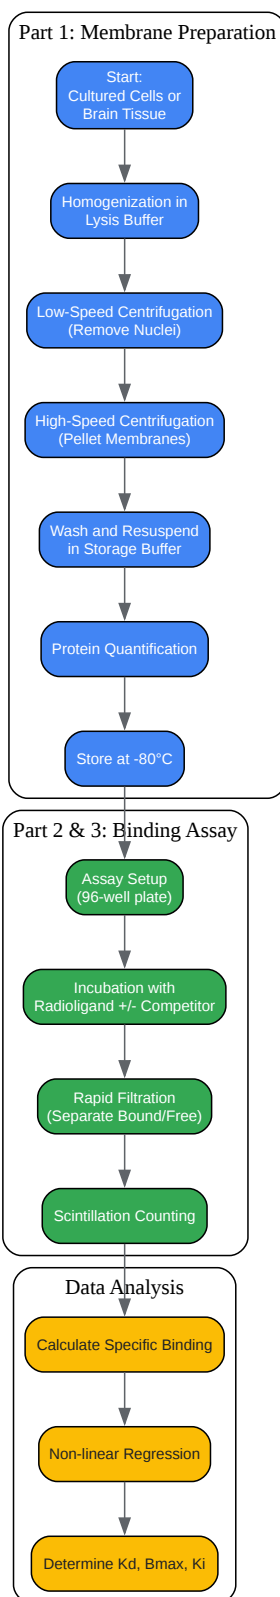 Part 1: Membrane Preparation
Start:
Cultured Cells or
Brain Tissue
Homogenization in
Lysis Buffer
Low-Speed Centrifugation
(Remove Nuclei)
High-Speed Centrifugation
(Pellet Membranes)
Wash and Resuspend
in Storage Buffer
Protein Quantification
Store at -80°C
Part 2 & 3: Binding Assay
Assay Setup
(96-well plate)
Incubation with
Radioligand +/- Competitor
Rapid Filtration
(Separate Bound/Free)
Scintillation Counting
Data Analysis
Calculate Specific Binding
Non-linear Regression
Determine Kd, Bmax, Ki